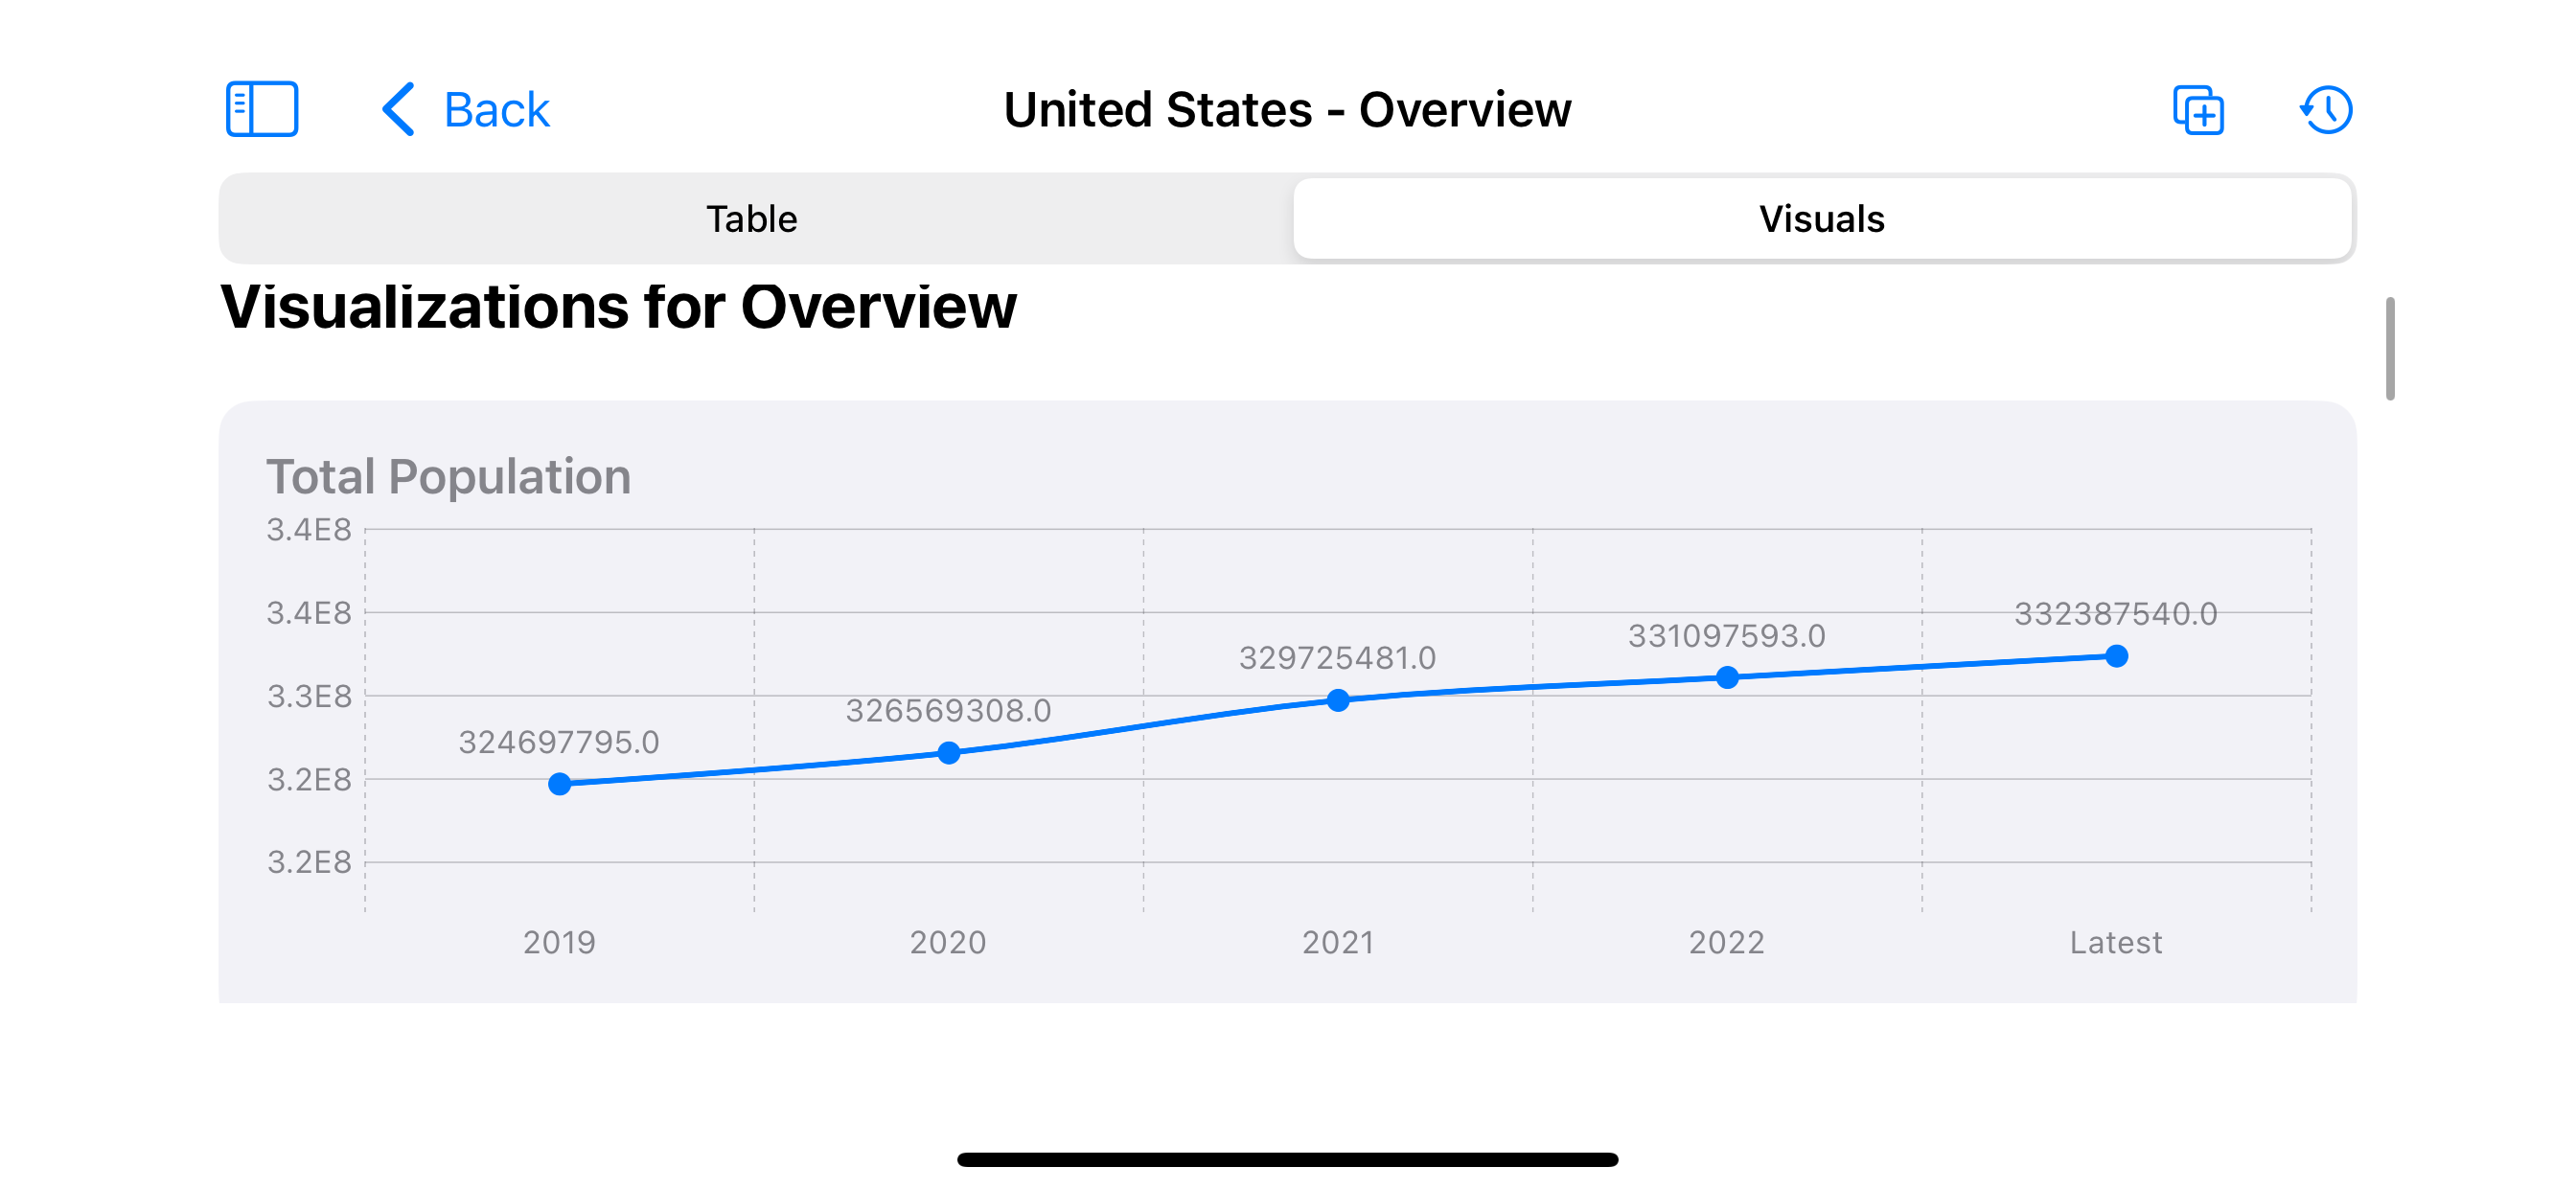 Back
United States - Overview
Table
Visuals
Visualizations for Overview
Total Population
3.4E8
3.4E8
3.3E8
3.2E8
3.2E8
324697795.0
326569308.0
329725481.0
331097593.0
332387540.0
2019
2020
2021
2022
Latest